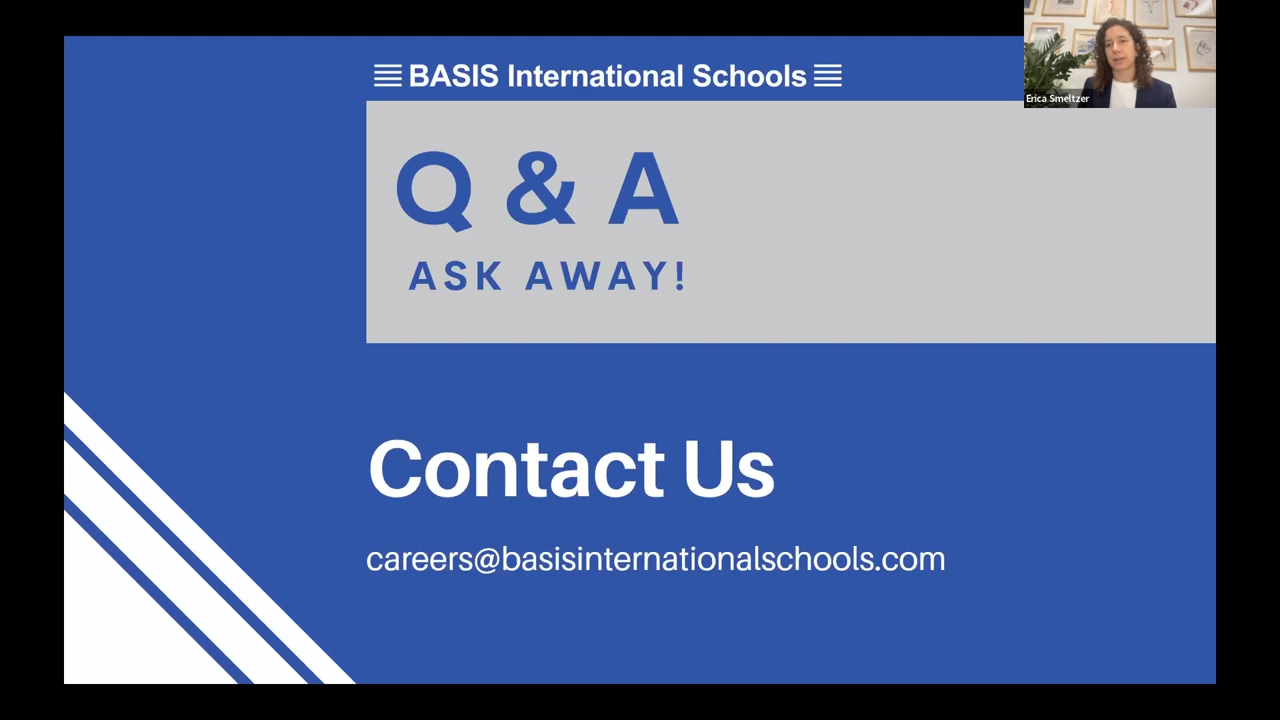 BASIS International Schools
Erica Smeltzer
Q & A
ASK AWAY!
Contact Us
careers@basisinternationalschools.com